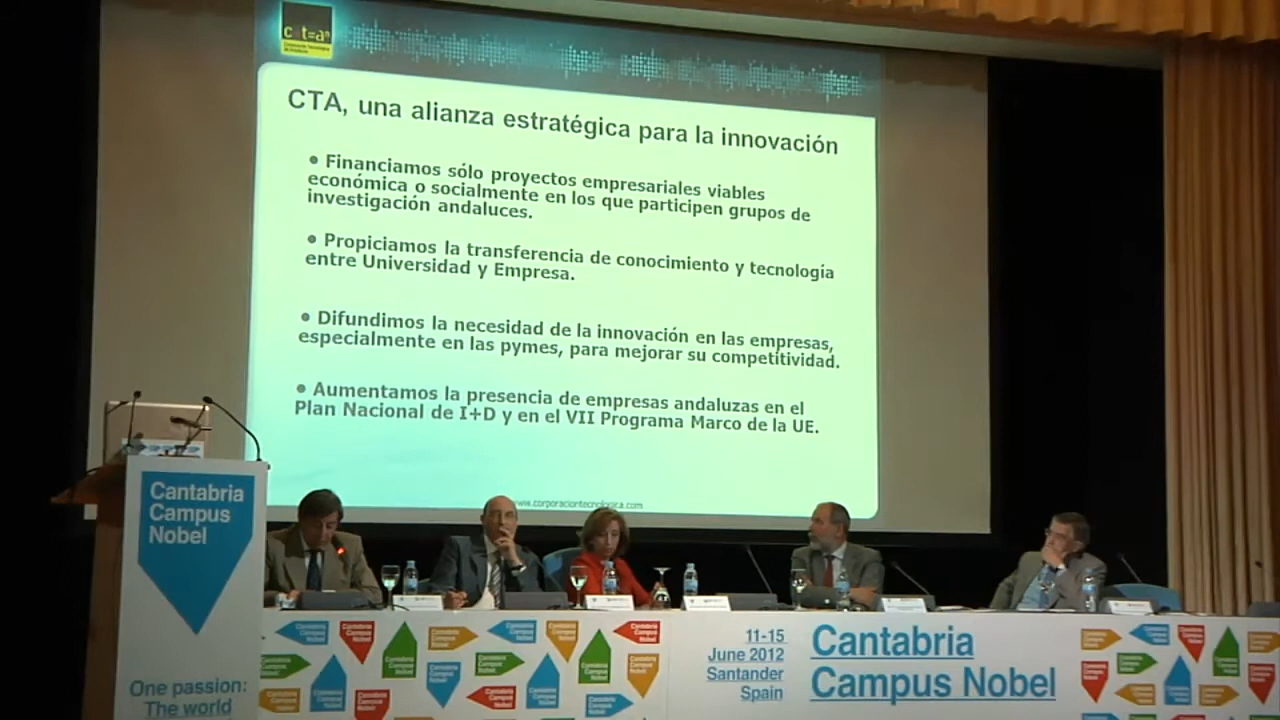 CTA, una alianza estratégica para la innovación
• Financiamos sólo proyectos empresariales viables
económica o socialmente en los que participen grupos de
investigación andaluces.
• Propiciamos la transferencia de conocimiento y tecnología
entre Universidad y Empresa.
• Difundimos la necesidad de la innovación en las empresas,
especialmente en las pymes, para mejorar su competitividad.
• Aumentamos la presencia de empresas andaluzas en el
Plan Nacional de I+D y en el VII Programa Marco de la UE.
www.corporaciontecnologica.com
Cantabria
Campus
Nobel
One passion:
The world
11-15
June 2012
Santander
Spain
Cantabria
Campus Nobel